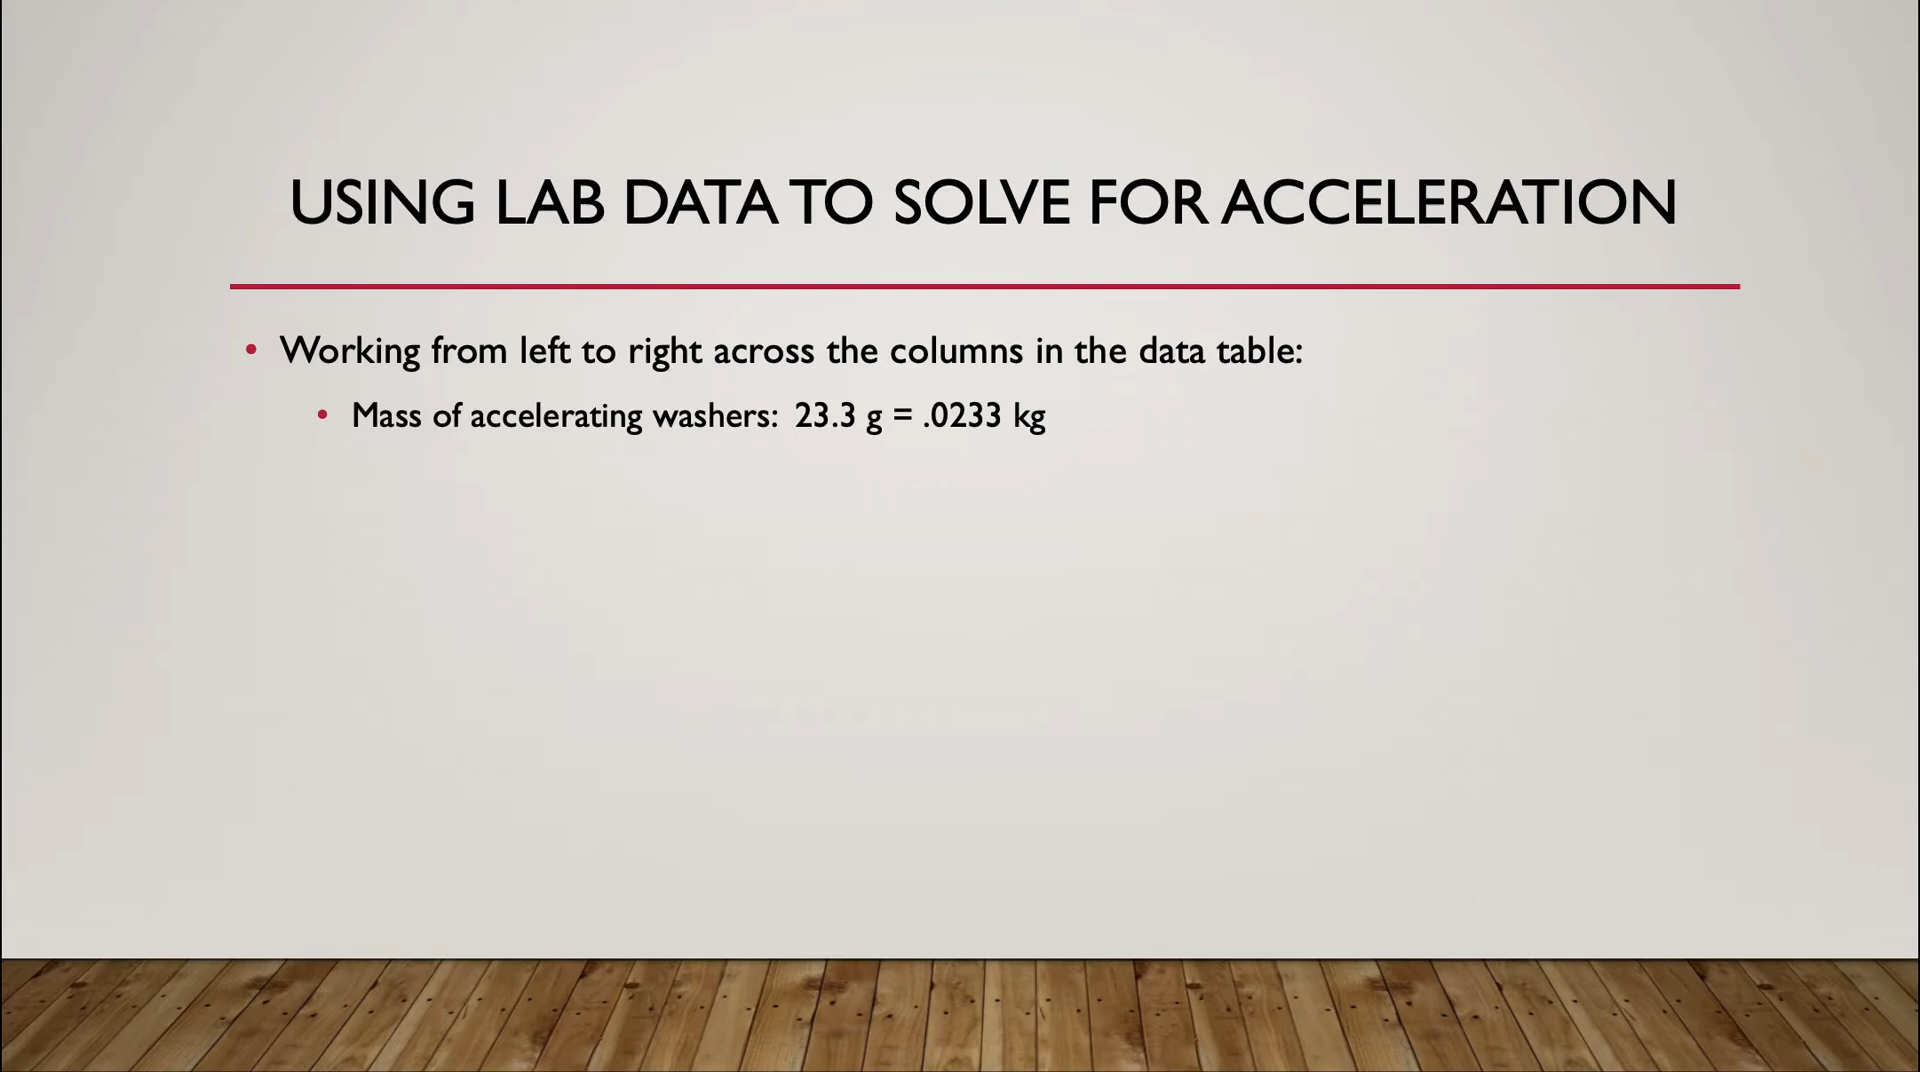 USING LAB DATA TO SOLVE FOR ACCELERATION
• Working from left to right across the columns in the data table:
• Mass of accelerating washers: 23.3 g = .0233 kg